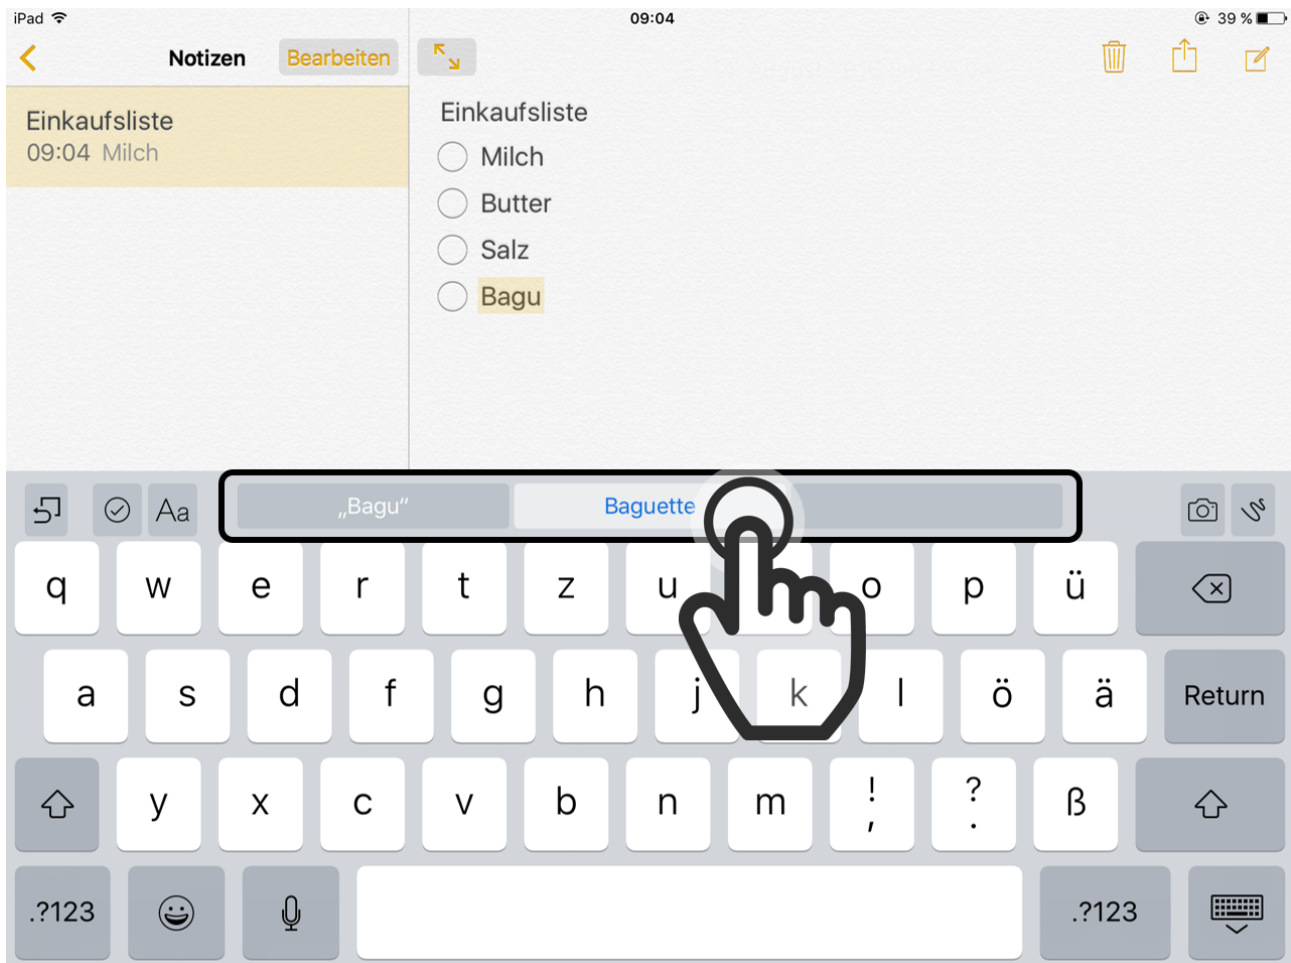 iPad 09:04 39 %
Notizen Bearbeiten
Einkaufsliste
09:04 Milch
Einkaufsliste
Milch
Butter
Salz
Bagu
Aa „Bagu“ Baguette
q w e r t z u o p ü
a s d f g h j k l ö ä Return
y x c v b n m ! , ? . ß
.?123 .?123